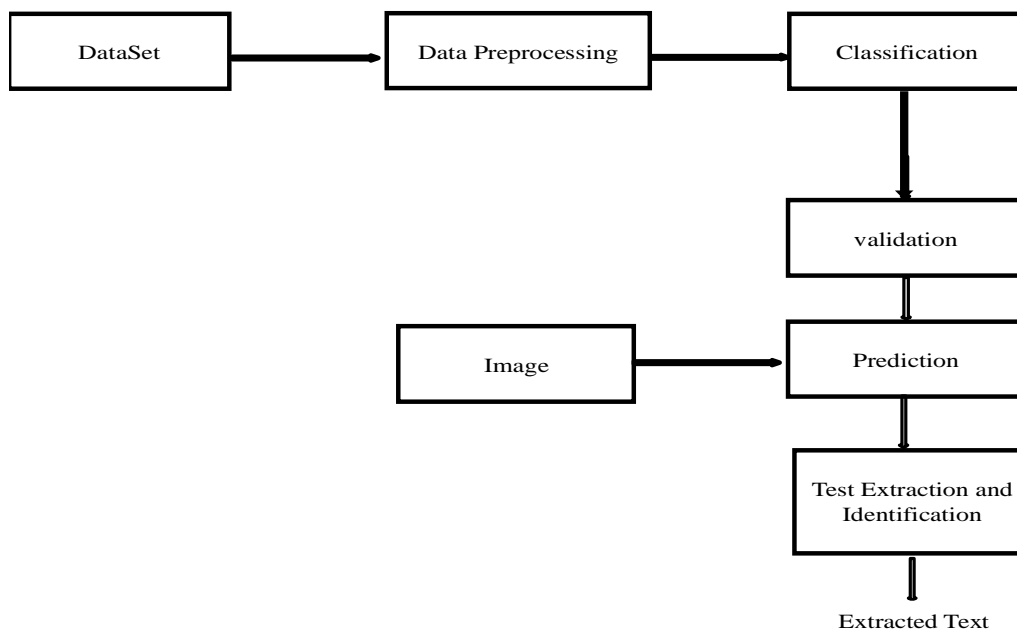 DataSet
Data Preprocessing
Classification
validation
Image
Prediction
Test Extraction and
Identification
Extracted Text